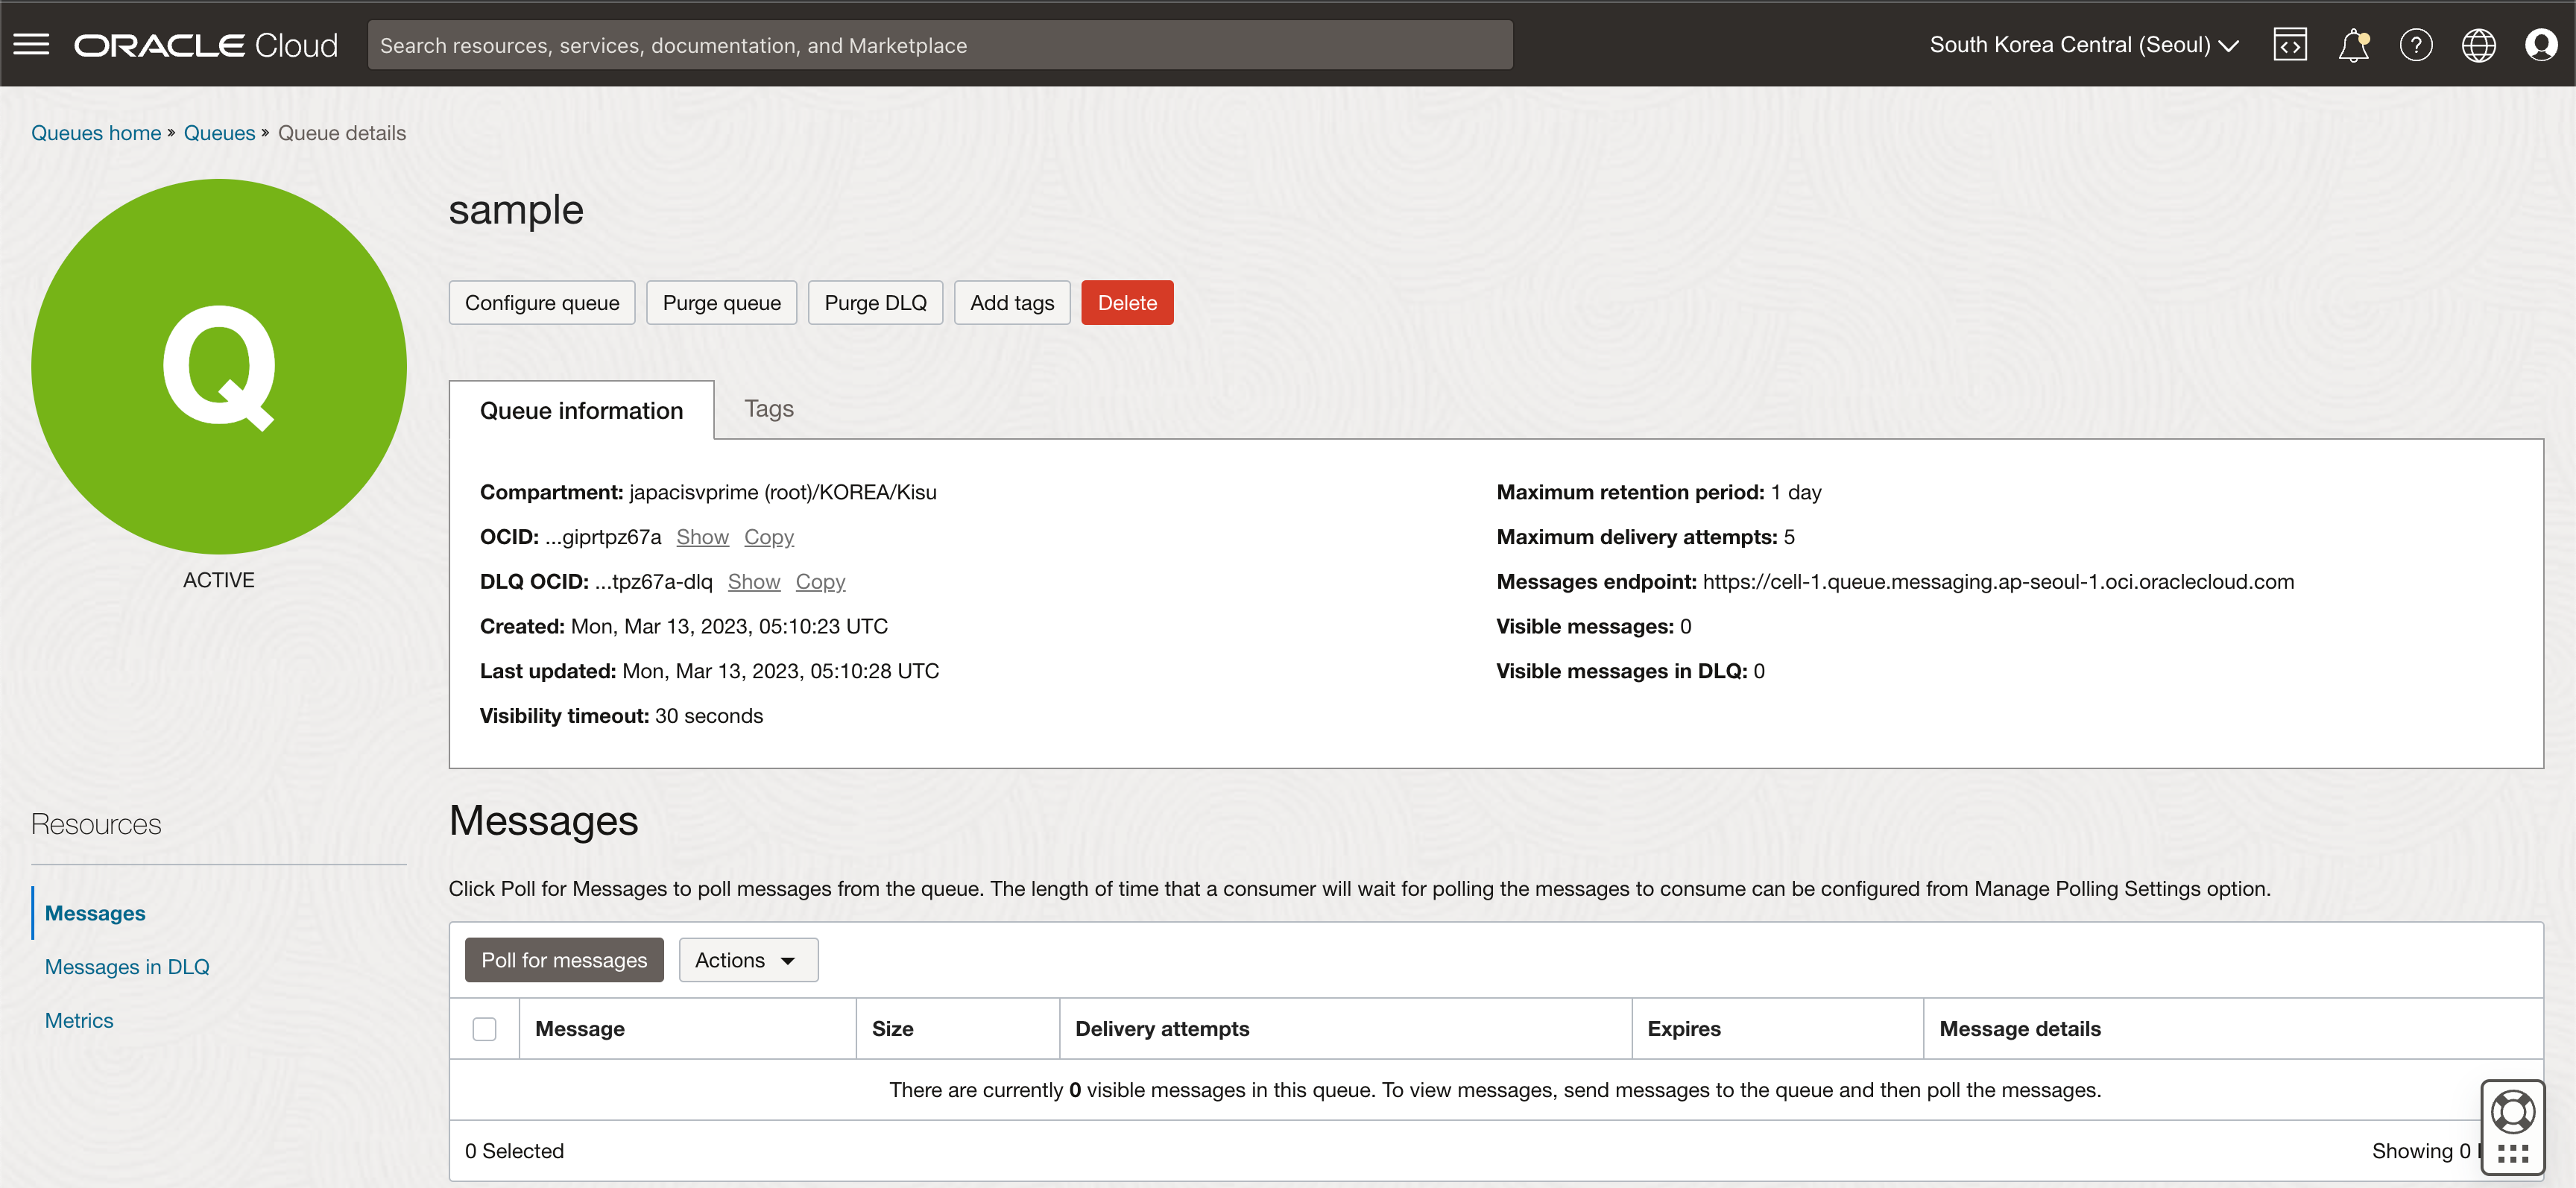 ORACLE Cloud
Search resources, services, documentation, and Marketplace
South Korea Central (Seoul)
Queues home » Queues » Queue details
Q
ACTIVE
sample
Configure queue
Purge queue
Purge DLQ
Add tags
Delete
Queue information
Tags
Compartment: japacisvprime (root)/KOREA/Kisu
OCID: ...giprtpz67a Show Copy
DLQ OCID: ...tpz67a-dlq Show Copy
Created: Mon, Mar 13, 2023, 05:10:23 UTC
Last updated: Mon, Mar 13, 2023, 05:10:28 UTC
Visibility timeout: 30 seconds
Maximum retention period: 1 day
Maximum delivery attempts: 5
Messages endpoint: https://cell-1.queue.messaging.ap-seoul-1.oci.oraclecloud.com
Visible messages: 0
Visible messages in DLQ: 0
Resources
Messages
Messages in DLQ
Metrics
Messages
Click Poll for Messages to poll messages from the queue. The length of time that a consumer will wait for polling the messages to consume can be configured from Manage Polling Settings option.
Poll for messages
Actions
Message
Size
Delivery attempts
Expires
Message details
There are currently 0 visible messages in this queue. To view messages, send messages to the queue and then poll the messages.
0 Selected
Showing 0